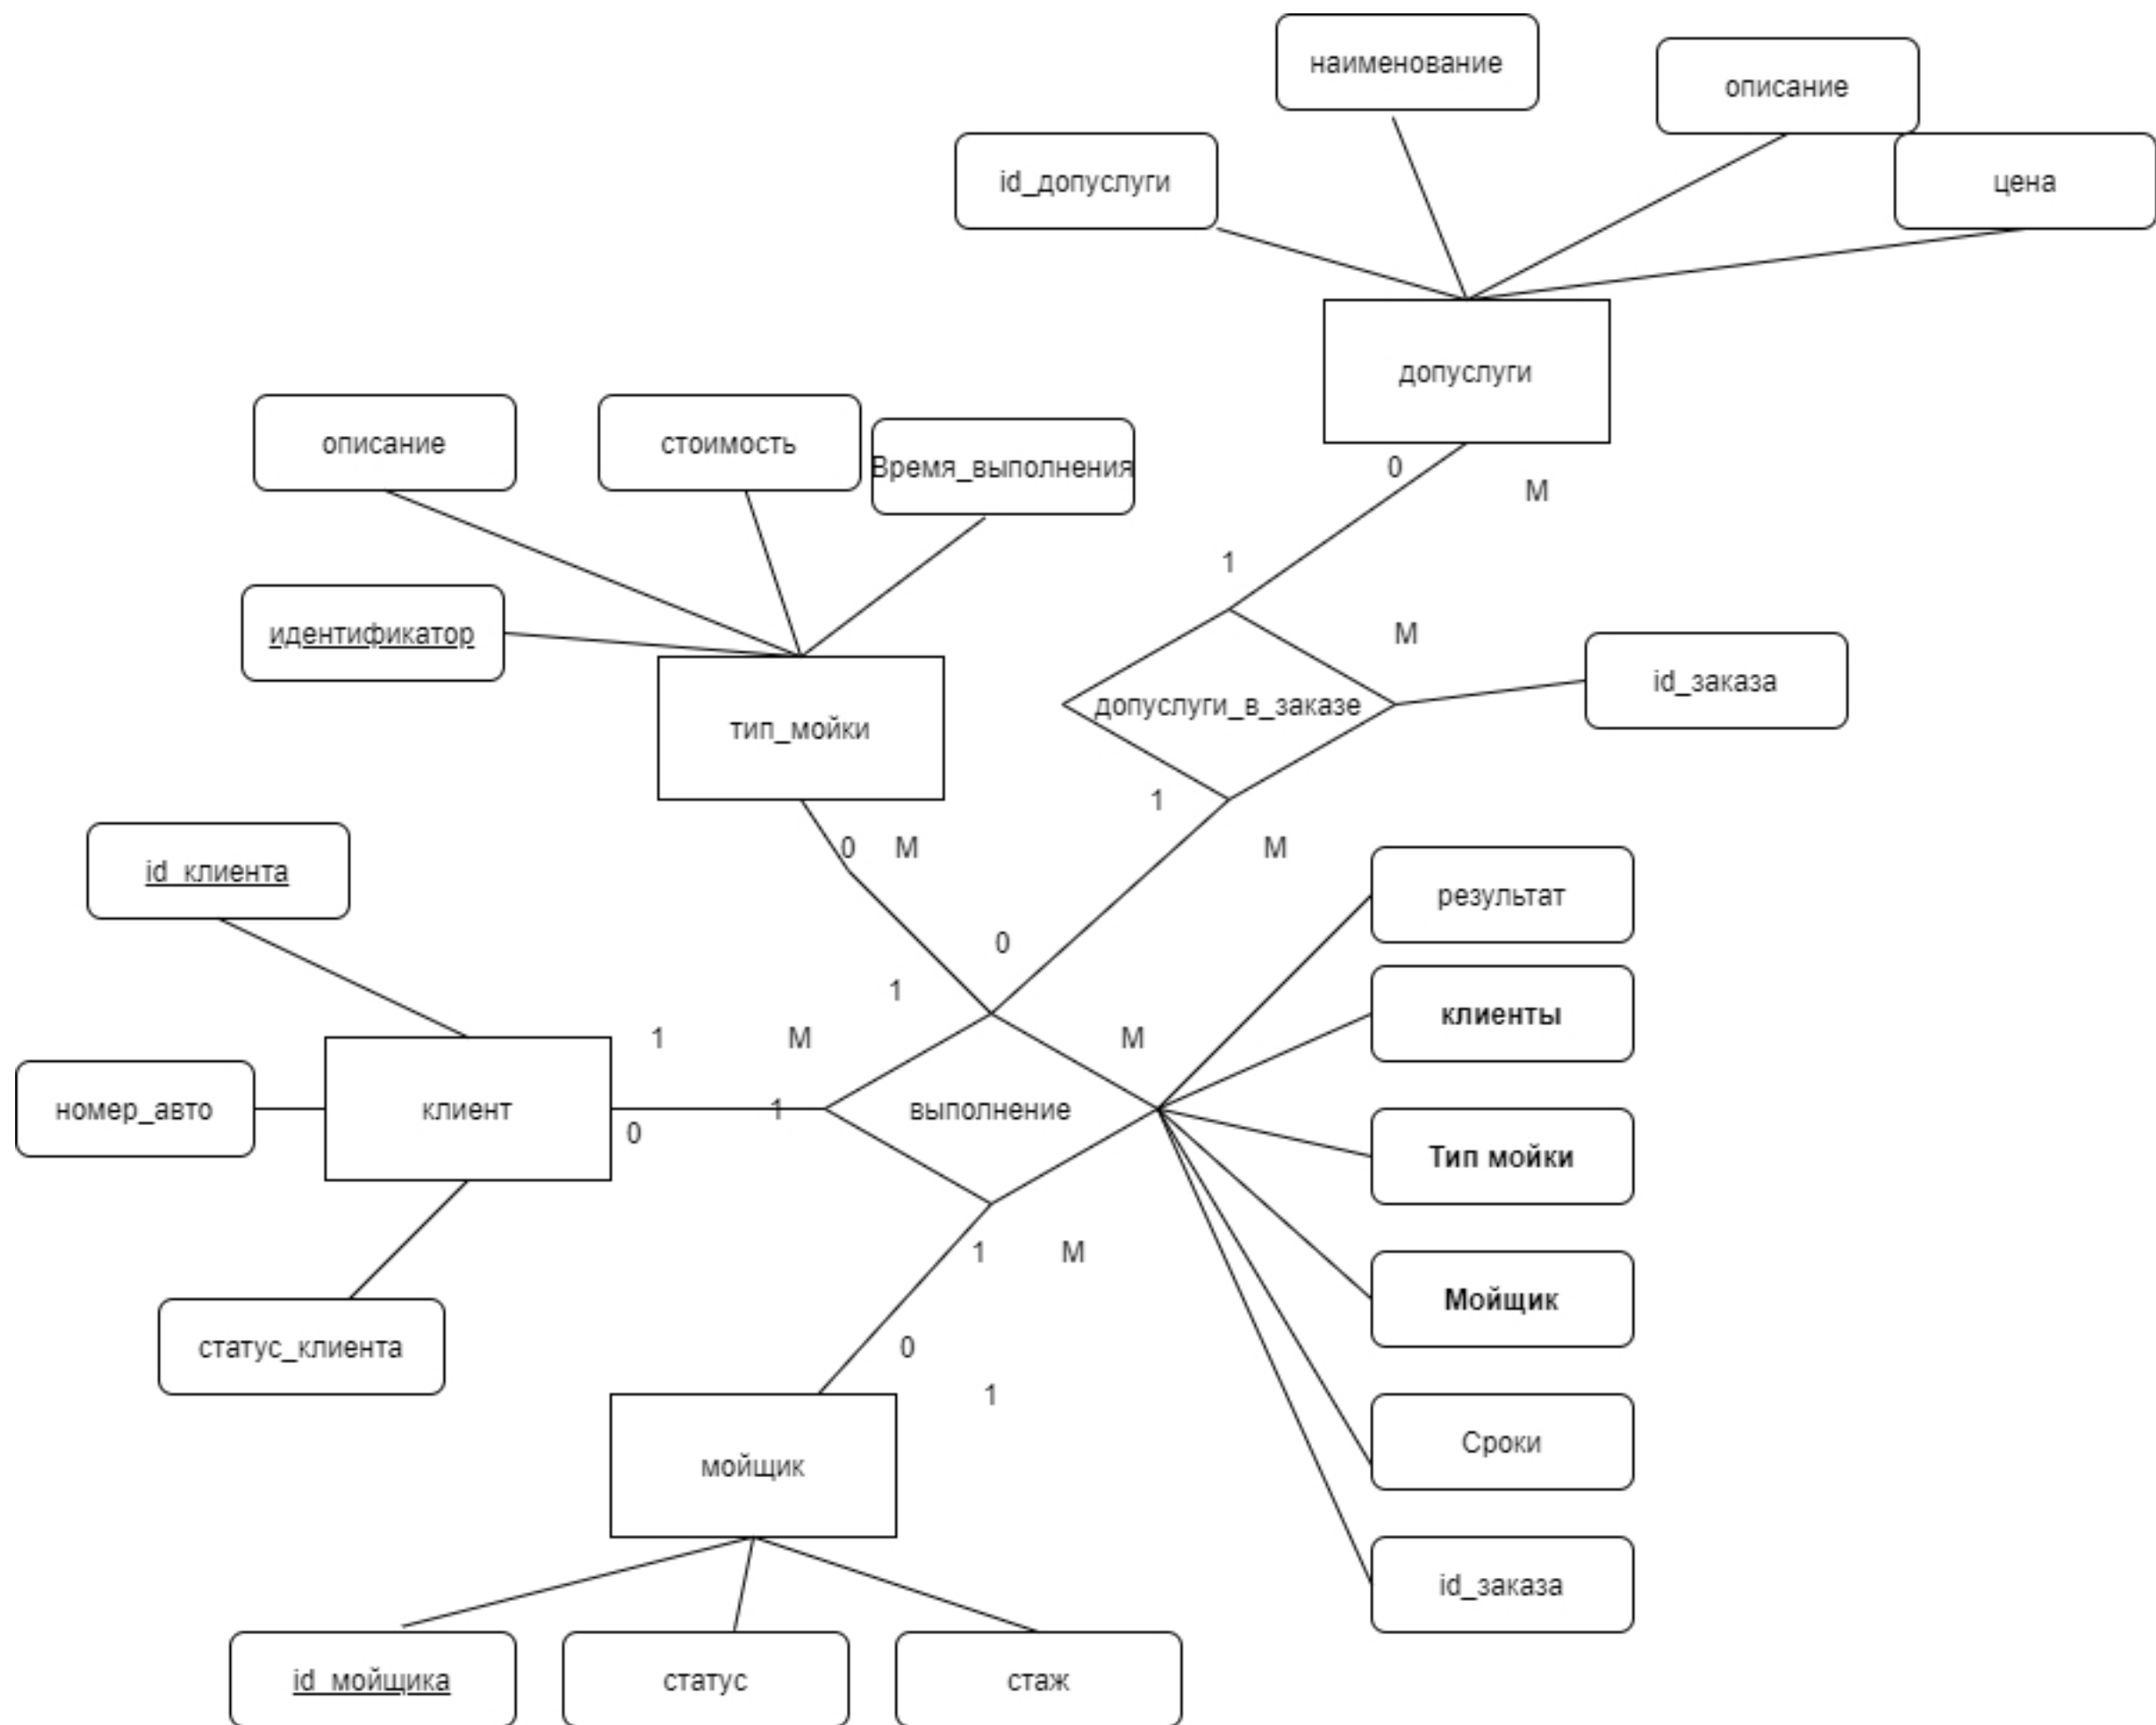 наименование
описание
id_допуслуги
цена
допуслуги
описание
стоимость
Время_выполнения
0
М
1
идентификатор
М
id_заказа
тип_мойки
допуслуги_в_заказе
1
0
М
М
id_клиента
результат
0
1
клиенты
1
М
М
номер_авто
клиент
1
выполнение
0
Тип мойки
1
М
Мойщик
статус_клиента
0
1
Сроки
мойщик
id_заказа
id_мойщика
статус
стаж